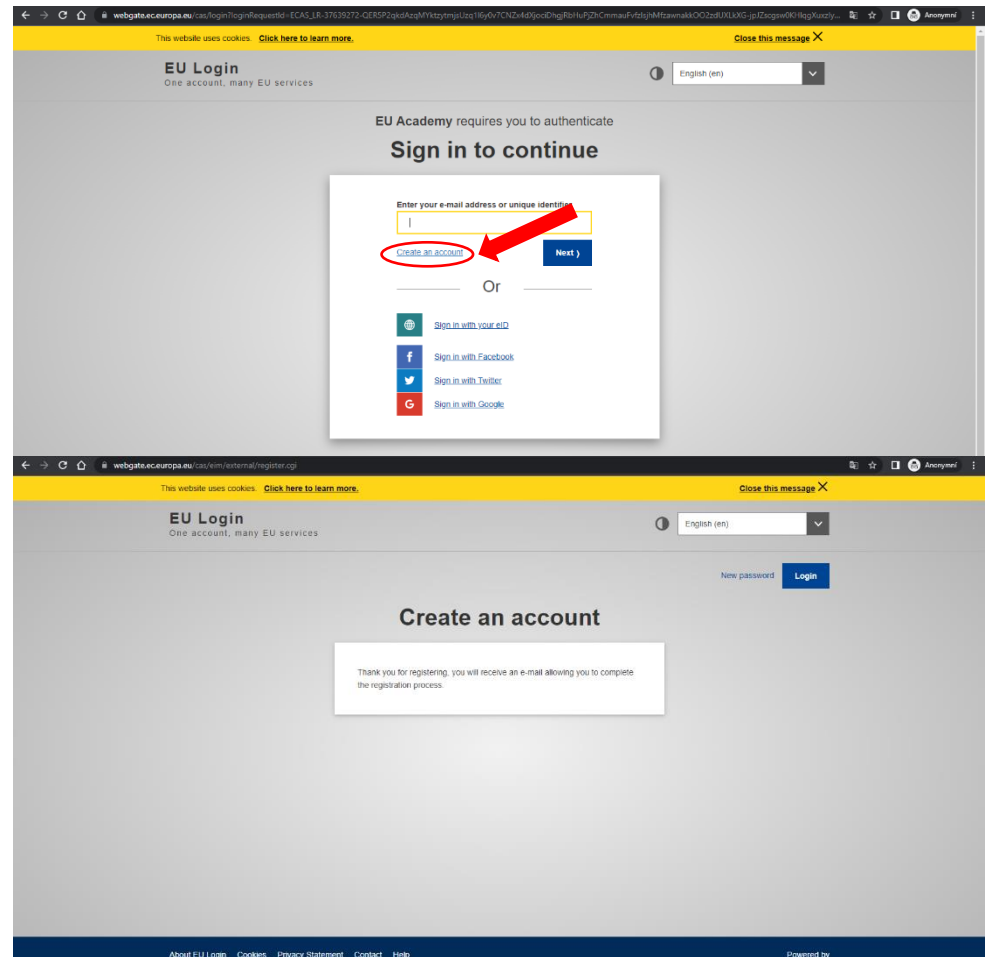 webgate.ec.europa.eu/cas/login?loginRequestId=ECAS_LR-37639272-
Anonymní
This website uses cookies. Click here to learn more.
Close this message
EU Login
One account, many EU services
English (en)
EU Academy requires you to authenticate
Sign in to continue
Enter your e-mail address or unique identifier
Create an account
Next
Or
Sign in with your eID
Sign in with Facebook
Sign in with Twitter
Sign in with Google
webgate.ec.europa.eu/cas/eim/external/register.cgi
Anonymní
This website uses cookies. Click here to learn more.
Close this message
EU Login
One account, many EU services
English (en)
New password
Login
Create an account
Thank you for registering, you will receive an e-mail allowing you to complete
the registration process.
About EU Login Cookies Privacy Statement Contact Help
Powered by